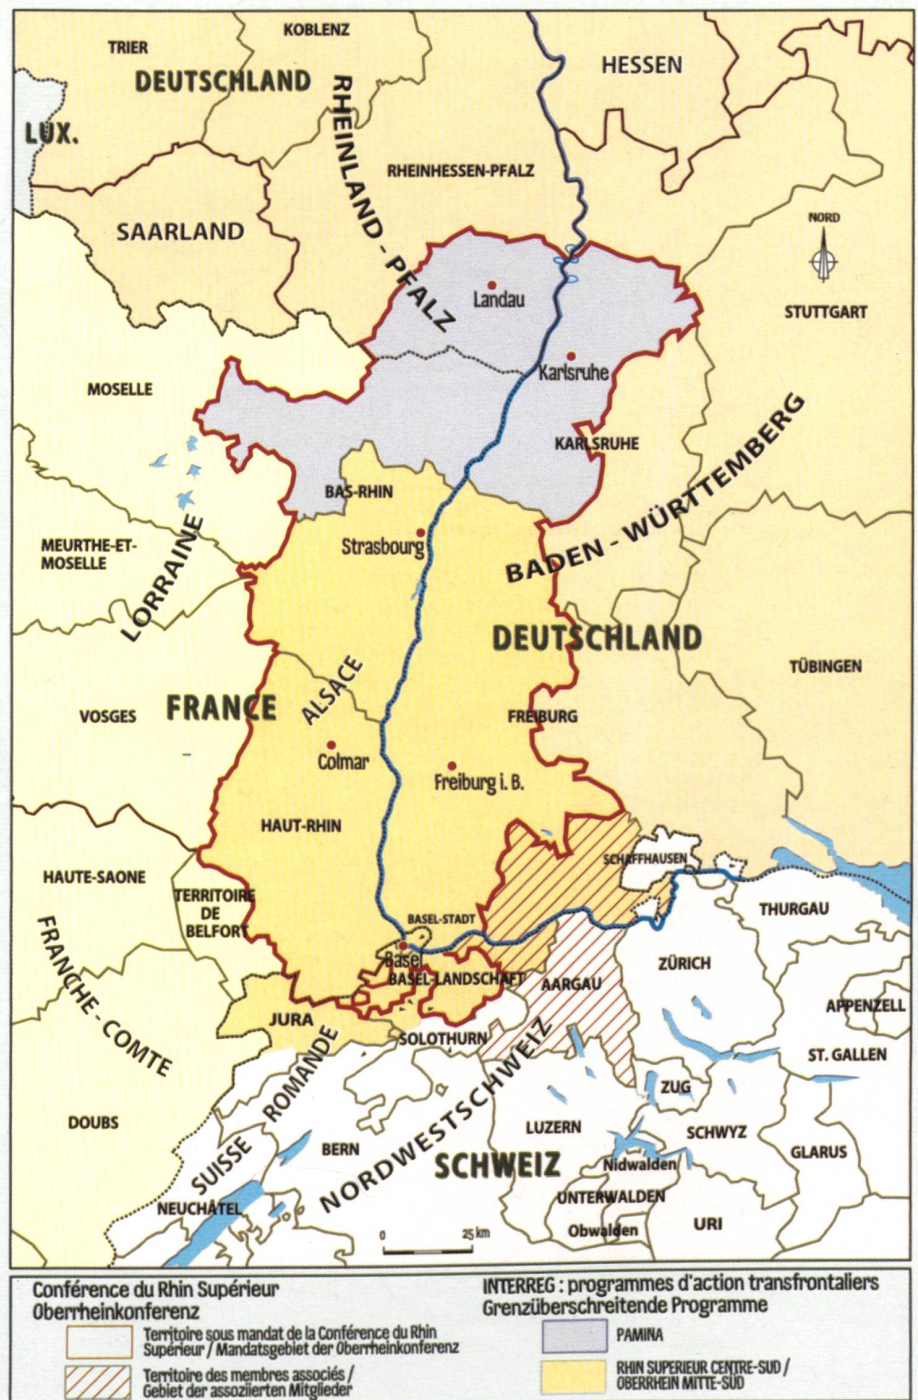 KOBLENZ
TRIER
DEUTSCHLAND
HESSEN
LUX.
RHEINLAND - PFALZ
RHEINHESSEN-PFALZ
SAARLAND
NORD
Landau
STUTTGART
Karlsruhe
MOSELLE
KARLSRUHE
BADEN - WÜRTTEMBERG
BAS-RHIN
Strasbourg
MEURTHE-ET-
MOSELLE
LORRAINE
DEUTSCHLAND
TÜBINGEN
ALSACE
FRANCE
VOSGES
FREIBURG
Colmar
Freiburg i. B.
HAUT-RHIN
SCHAFFHAUSEN
HAUTE-SAONE
TERRITOIRE
DE
BELFORT
BASEL-STADT
THURGAU
FRANCHE - COMTE
Basel
BASEL-LANDSCHAFT
AARGAU
ZÜRICH
APPENZELL
JURA
SOLOTHURN
ST. GALLEN
SUISSE ROMANDE
NORDWESTSCHWEIZ
ZUG
DOUBS
LUZERN
SCHWYZ
BERN
GLARUS
SCHWEIZ
Nidwalden
UNTERWALDEN
NEUCHÂTEL
Obwalden
URI
0 25 km
Conférence du Rhin Supérieur
Oberrheinkonferenz
Territoire sous mandat de la Conférence du Rhin
Supérieur / Mandatsgebiet der Oberrheinkonferenz
Territoire des membres associés /
Gebiet der assoziierten Mitglieder
INTERREG : programmes d'action transfrontaliers
Grenzüberschreitende Programme
PAMINA
RHIN SUPERIEUR CENTRE-SUD /
OBERRHEIN MITTE-SUD